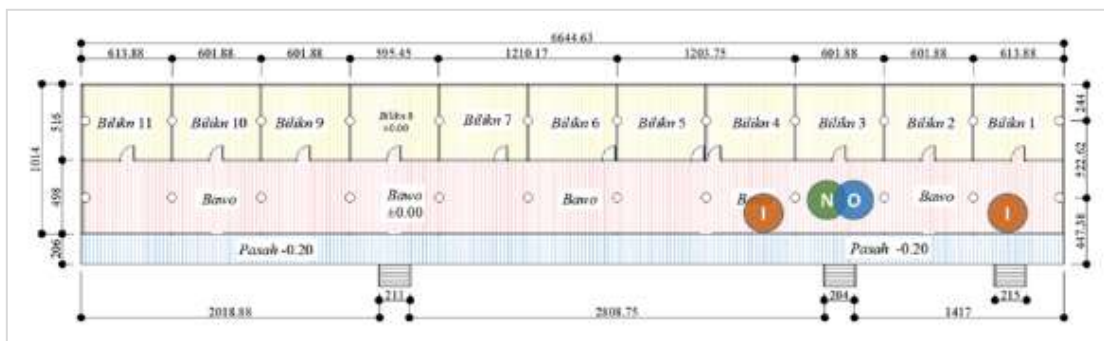 6644.63
613.88 601.88 601.88 595.45 1210.17 1203.75 601.88 601.88 613.88
Bilikn 11 Bilikn 10 Bilikn 9 Bilikn 8 Bilikn 7 Bilikn 6 Bilikn 5 Bilikn 4 Bilikn 3 Bilikn 2 Bilikn 1
±0.00
1014 516 498 206
244 422.62 447.38
Bawo Bawo Bawo Bawo
±0.00
I N O I
Pasah -0.20 Pasah -0.20
211 204 215
2018.88 2808.75 1417